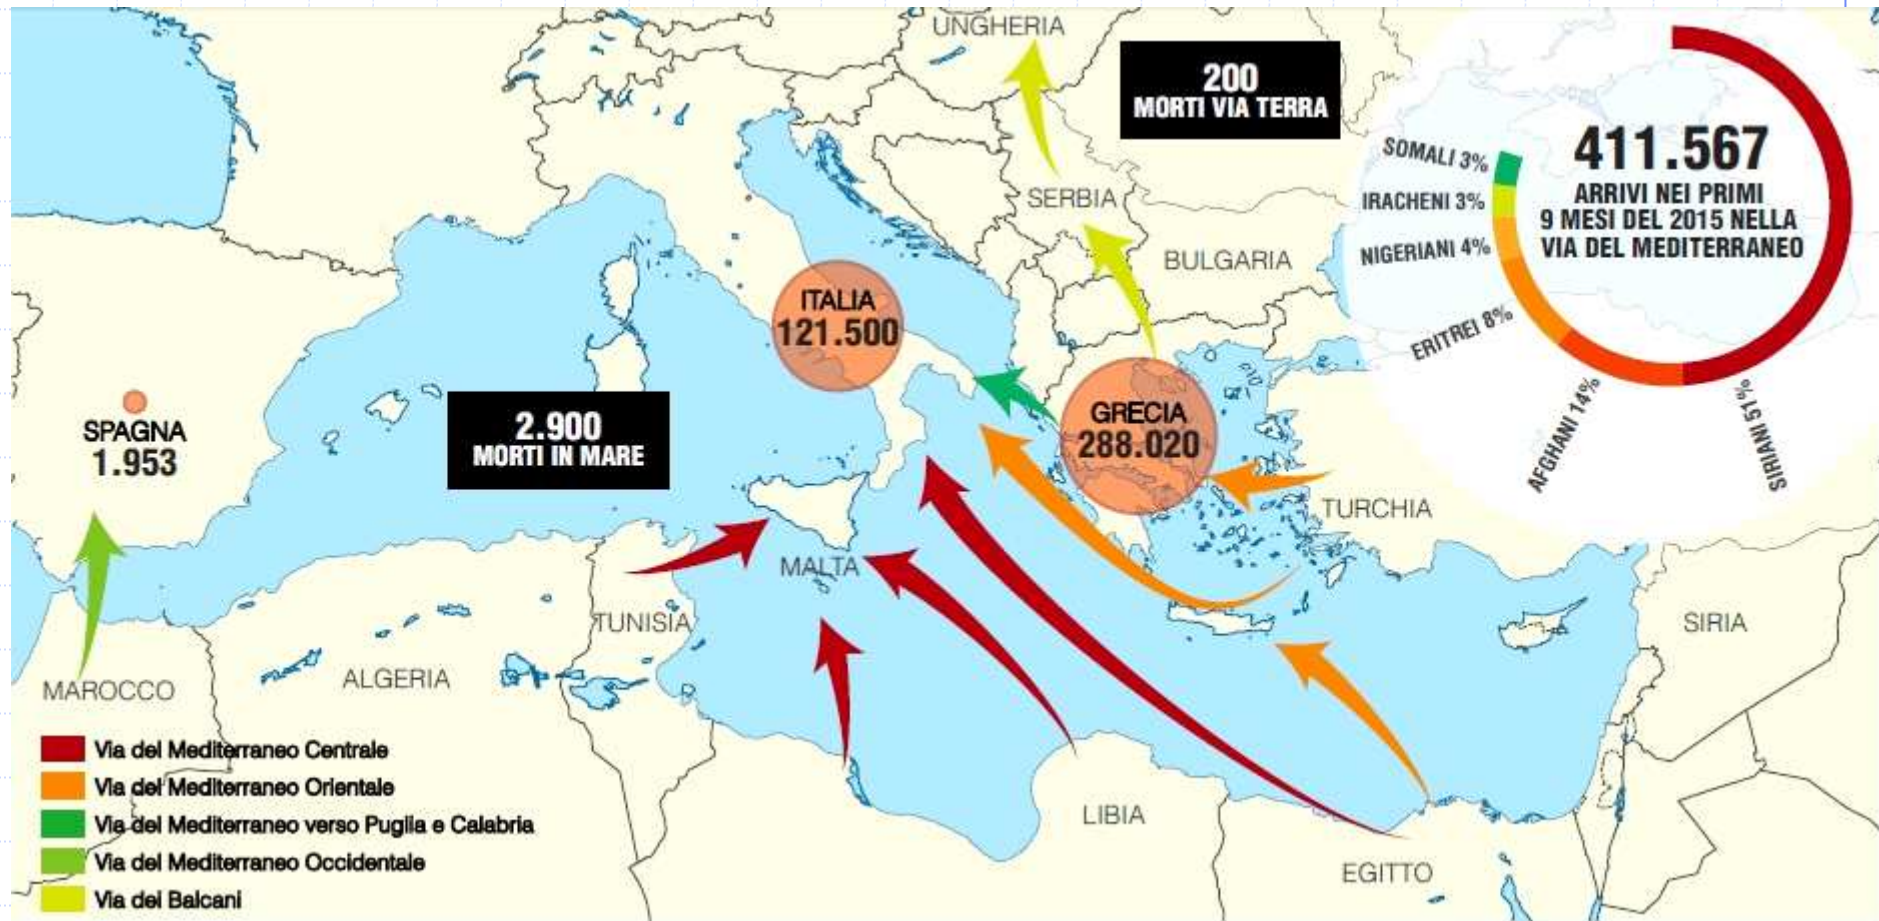 UNGHERIA
200
MORTI VIA TERRA
SERBIA
BULGARIA
411.567
ARRIVI NEI PRIMI
9 MESI DEL 2015 NELLA
VIA DEL MEDITERRANEO
SOMALI 3%
IRACHENI 3%
NIGERIANI 4%
ERITREI 8%
AFGHANI 14%
SIRIANI 51%
ITALIA
121.500
SPAGNA
1.953
2.900
MORTI IN MARE
GRECIA
288.020
TURCHIA
MALTA
TUNISIA
SIRIA
MAROCCO
ALGERIA
LIBIA
EGITTO
Via del Mediterraneo Centrale
Via del Mediterraneo Orientale
Via del Mediterraneo verso Puglia e Calabria
Via del Mediterraneo Occidentale
Via dei Balcani